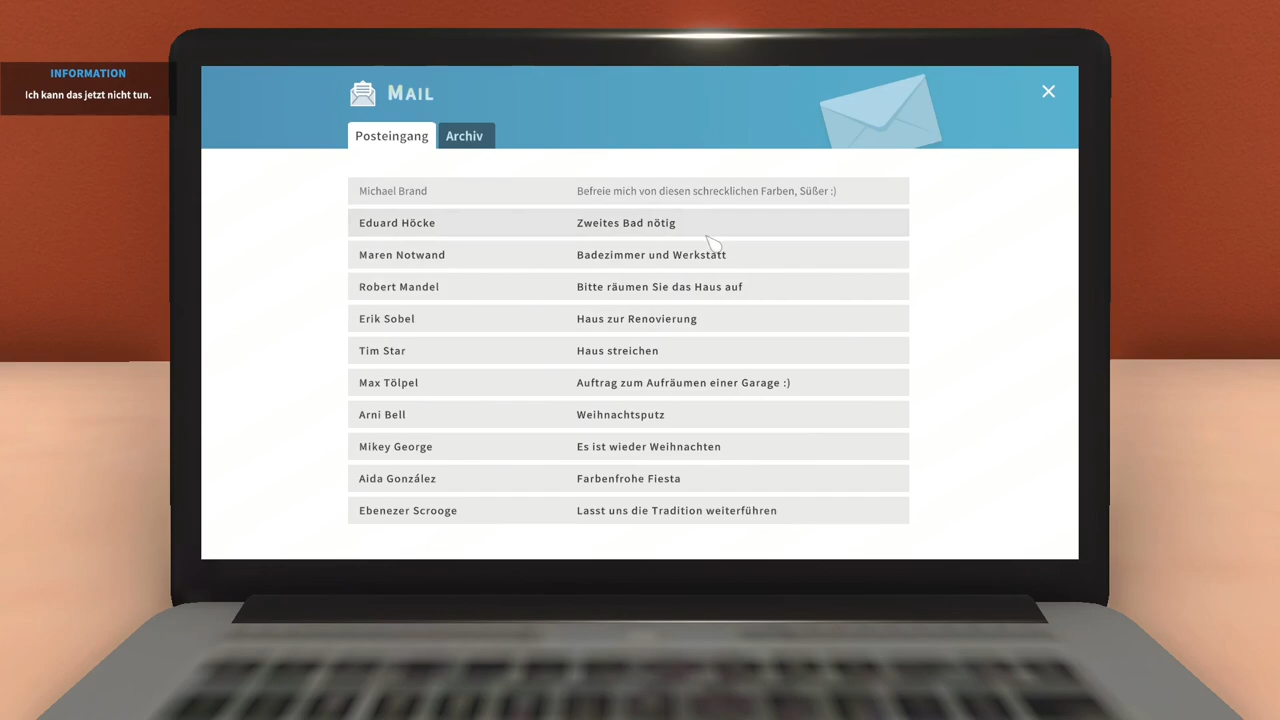 INFORMATION
Ich kann das jetzt nicht tun.
MAIL
Posteingang Archiv
Michael Brand Befreie mich von diesen schrecklichen Farben, Süßer :)
Eduard Höcke Zweites Bad nötig
Maren Notwand Badezimmer und Werkstatt
Robert Mandel Bitte räumen Sie das Haus auf
Erik Sobel Haus zur Renovierung
Tim Star Haus streichen
Max Tölpel Auftrag zum Aufräumen einer Garage :)
Arni Bell Weihnachtsputz
Mikey George Es ist wieder Weihnachten
Aida González Farbenfrohe Fiesta
Ebenezer Scrooge Lasst uns die Tradition weiterführen